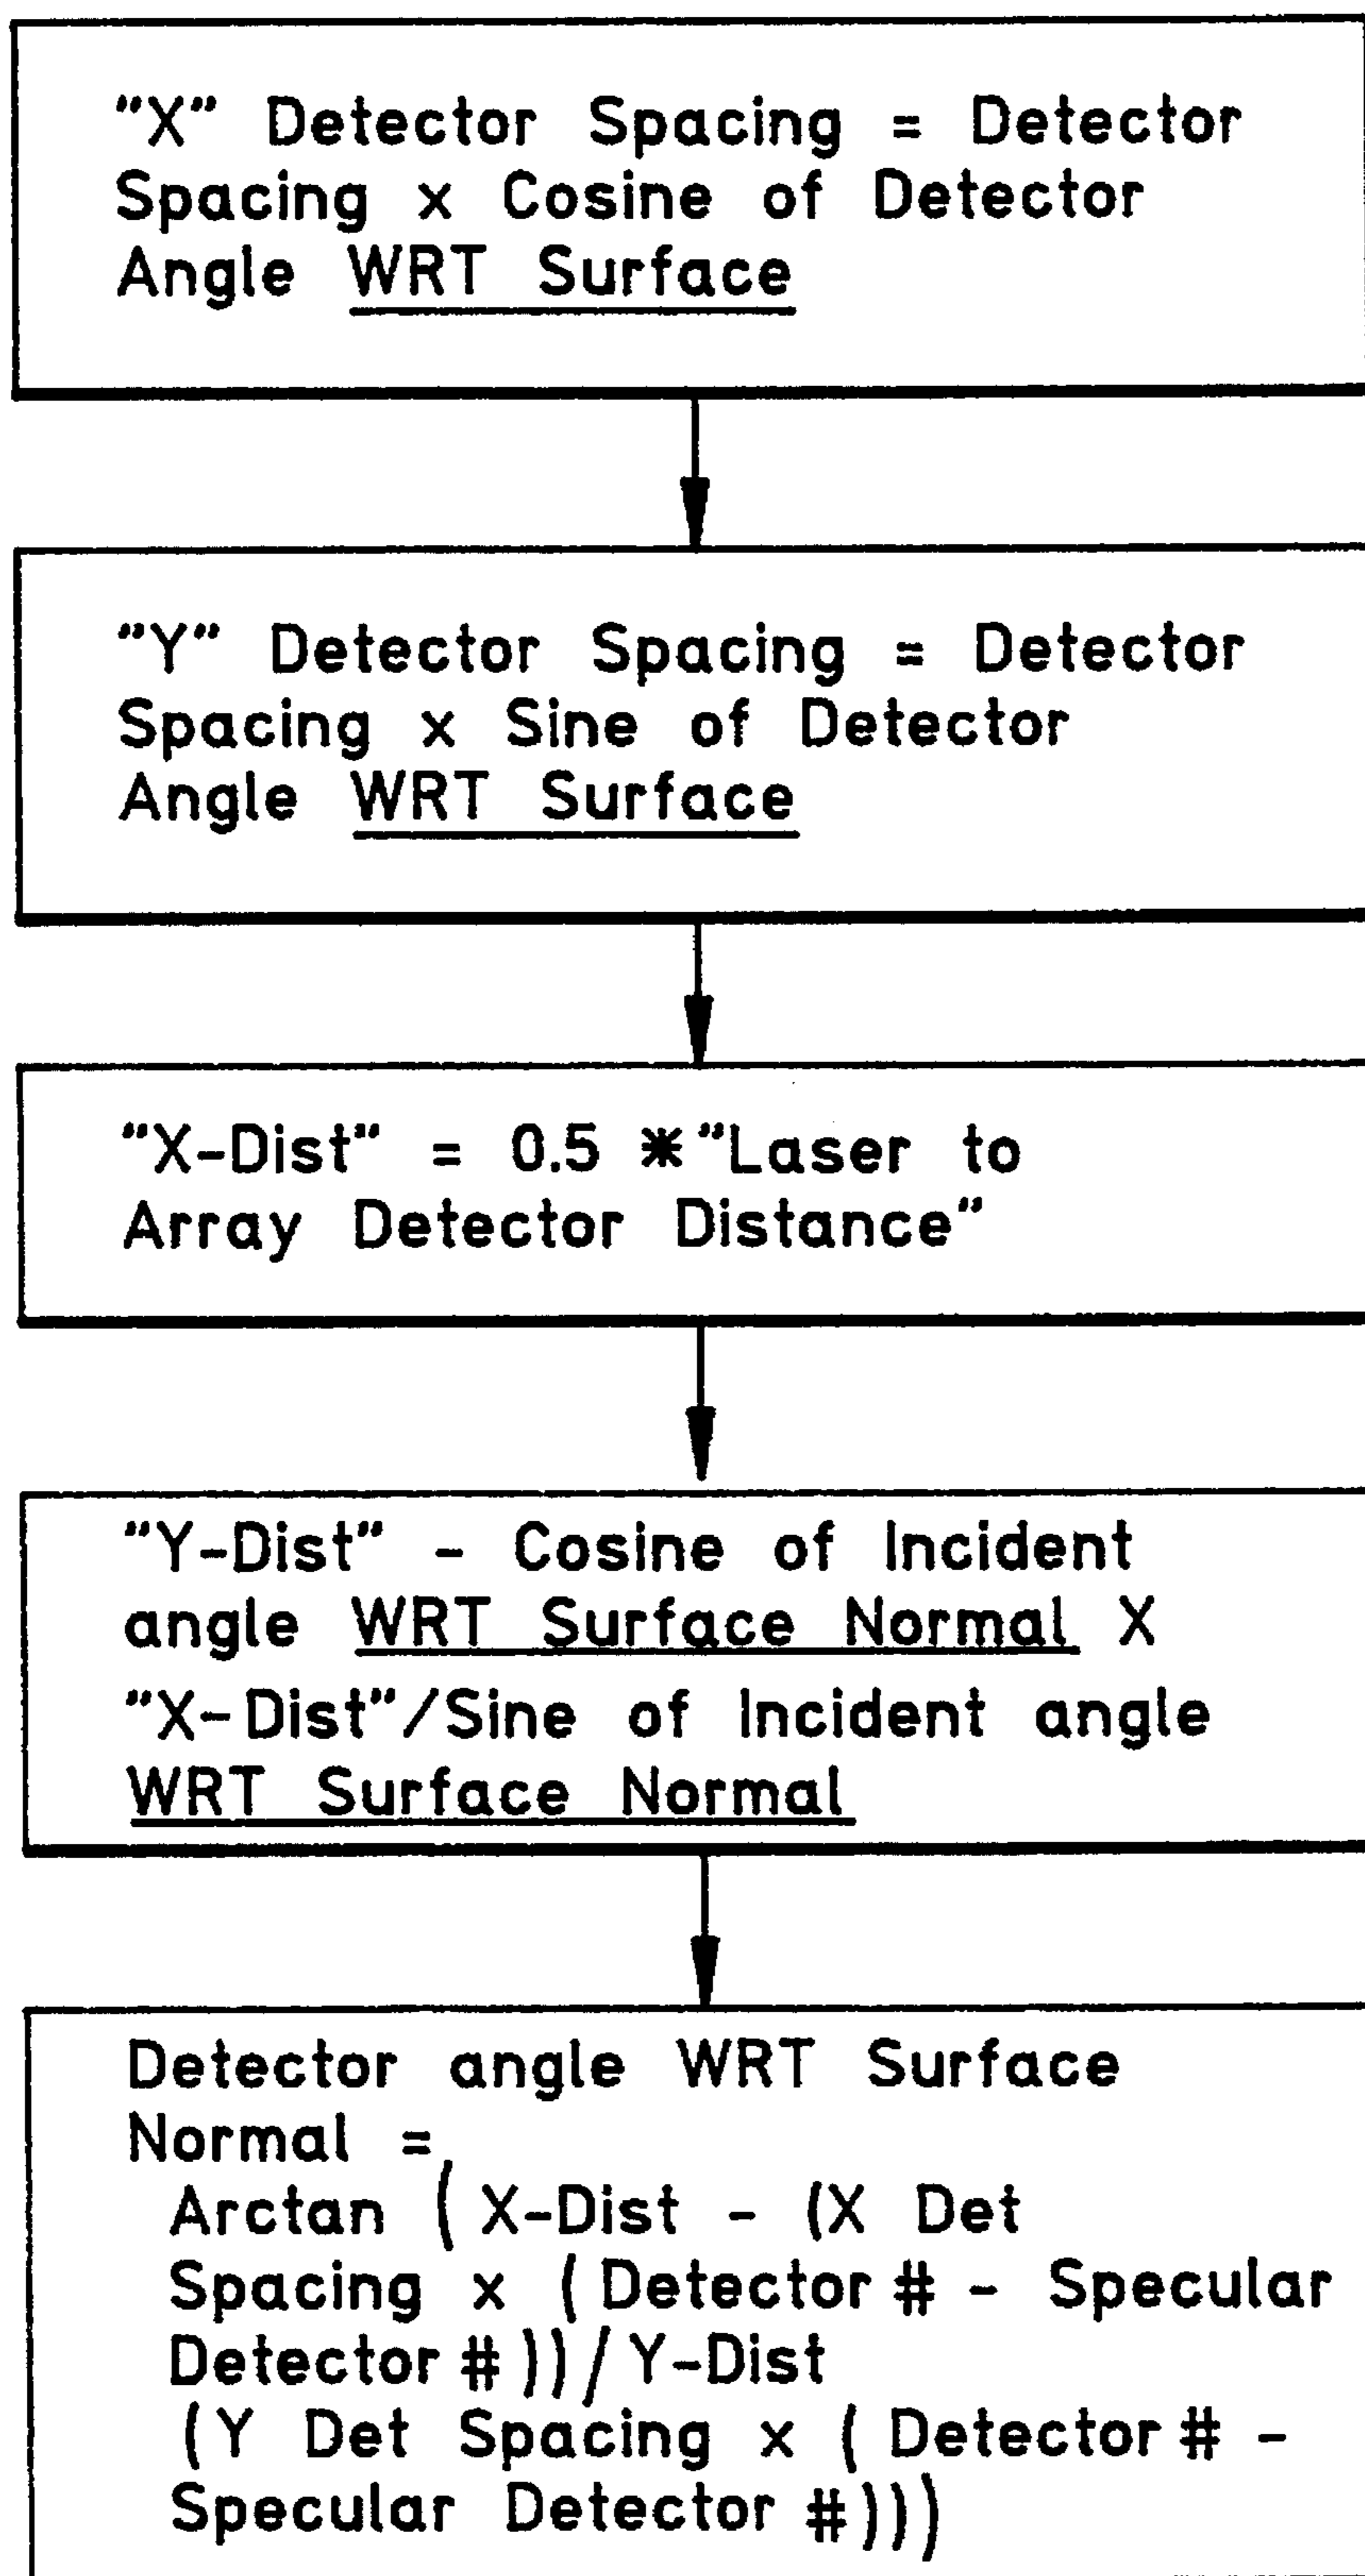 "X" Detector Spacing = Detector
Spacing x Cosine of Detector
Angle WRT Surface
"Y" Detector Spacing = Detector
Spacing x Sine of Detector
Angle WRT Surface
"X-Dist" = 0.5 *"Laser to
Array Detector Distance"
"Y-Dist" - Cosine of Incident
angle WRT Surface Normal X
"X-Dist"/Sine of Incident angle
WRT Surface Normal
Detector angle WRT Surface
Normal =
Arctan ( X-Dist - (X Det
Spacing x ( Detector # - Specular
Detector # ))/ Y-Dist
(Y Det Spacing x ( Detector # -
Specular Detector #)))